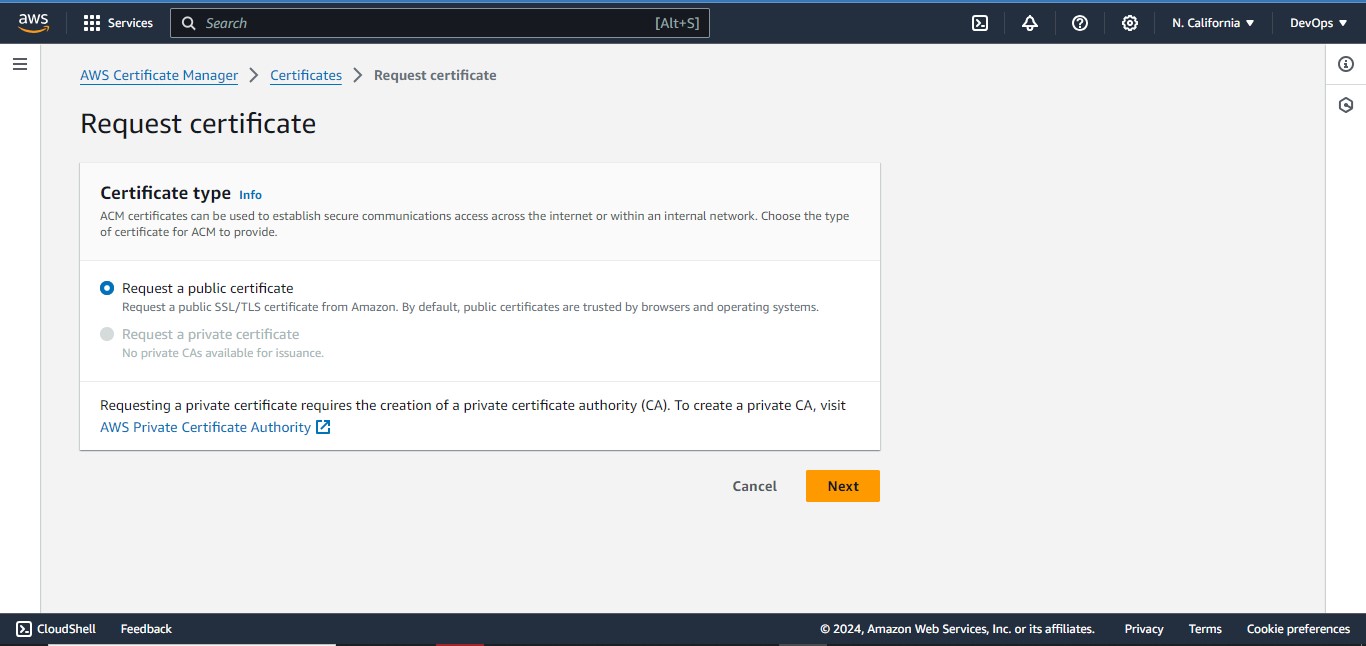 aws
Services
Search
[Alt+S]
N. California
DevOps
AWS Certificate Manager
Certificates
Request certificate
Request certificate
Certificate type Info
ACM certificates can be used to establish secure communications access across the internet or within an internal network. Choose the type
of certificate for ACM to provide.
Request a public certificate
Request a public SSL/TLS certificate from Amazon. By default, public certificates are trusted by browsers and operating systems.
Request a private certificate
No private CAs available for issuance.
Requesting a private certificate requires the creation of a private certificate authority (CA). To create a private CA, visit
AWS Private Certificate Authority
Cancel
Next
CloudShell
Feedback
© 2024, Amazon Web Services, Inc. or its affiliates.
Privacy
Terms
Cookie preferences